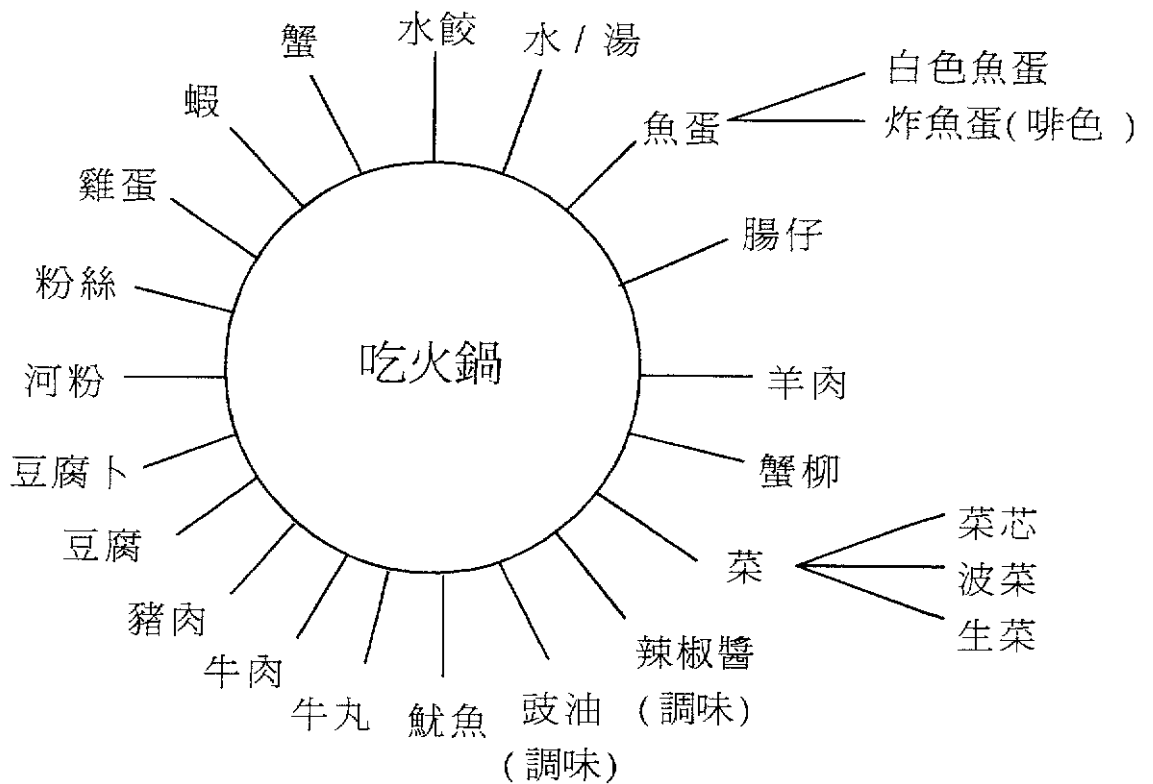 水餃
水 / 湯
蟹
白色魚蛋
魚蛋
炸魚蛋(啡色 )
蝦
雞蛋
腸仔
粉絲
吃火鍋
河粉
羊肉
豆腐卜
蟹柳
豆腐
菜
菜芯
波菜
生菜
豬肉
牛肉
牛丸
魷魚
豉油
(調味)
辣椒醬
(調味)